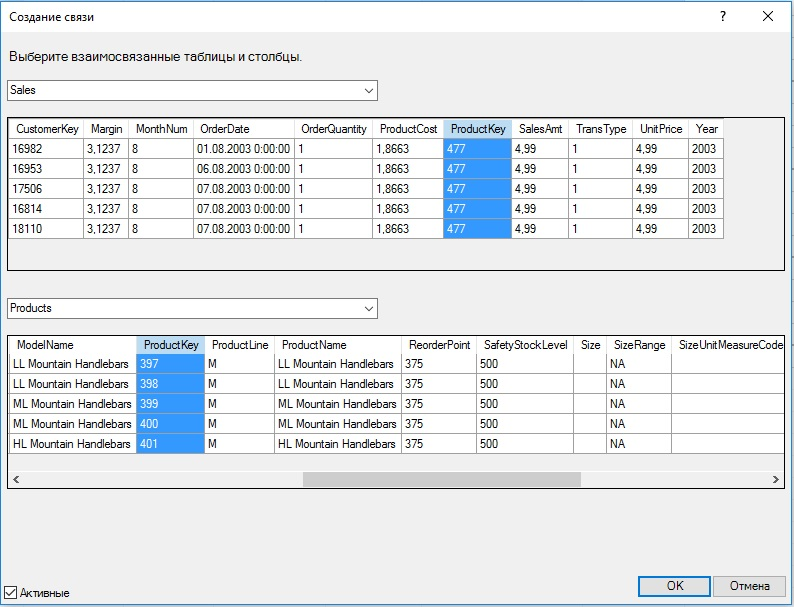 Создание связи ?
Выберите взаимосвязанные таблицы и столбцы.
Sales
CustomerKey Margin MonthNum OrderDate OrderQuantity ProductCost ProductKey SalesAmt TransType UnitPrice Year
16982 3,1237 8 01.08.2003 0:00:00 1 1,8663 477 4,99 1 4,99 2003
16953 3,1237 8 06.08.2003 0:00:00 1 1,8663 477 4,99 1 4,99 2003
17506 3,1237 8 07.08.2003 0:00:00 1 1,8663 477 4,99 1 4,99 2003
16814 3,1237 8 07.08.2003 0:00:00 1 1,8663 477 4,99 1 4,99 2003
18110 3,1237 8 07.08.2003 0:00:00 1 1,8663 477 4,99 1 4,99 2003
Products
ModelName ProductKey ProductLine ProductName ReorderPoint SafetyStockLevel Size SizeRange SizeUnitMeasureCode
LL Mountain Handlebars 397 M LL Mountain Handlebars 375 500 NA
LL Mountain Handlebars 398 M LL Mountain Handlebars 375 500 NA
ML Mountain Handlebars 399 M ML Mountain Handlebars 375 500 NA
ML Mountain Handlebars 400 M ML Mountain Handlebars 375 500 NA
HL Mountain Handlebars 401 M HL Mountain Handlebars 375 500 NA
Активные
OK Отмена